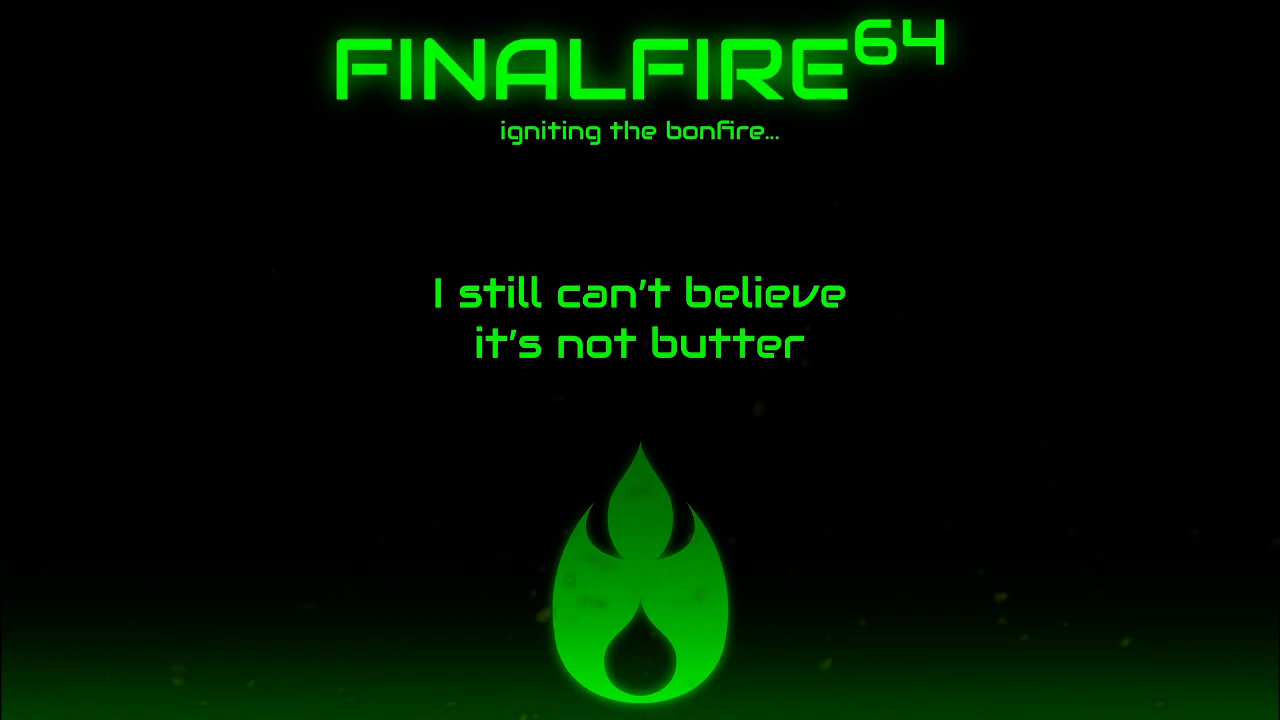 FINALFIRE64
igniting the bonfire...
I still can't believe
it's not butter